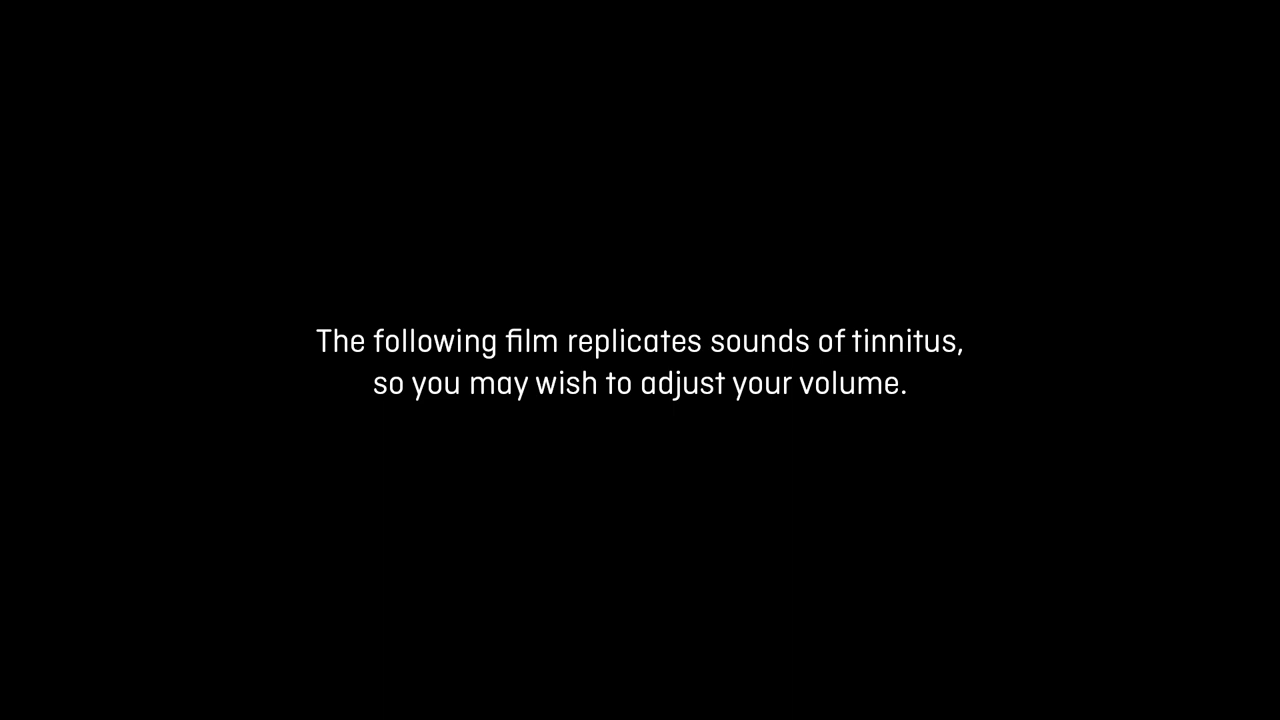 The following film replicates sounds of tinnitus,
so you may wish to adjust your volume.